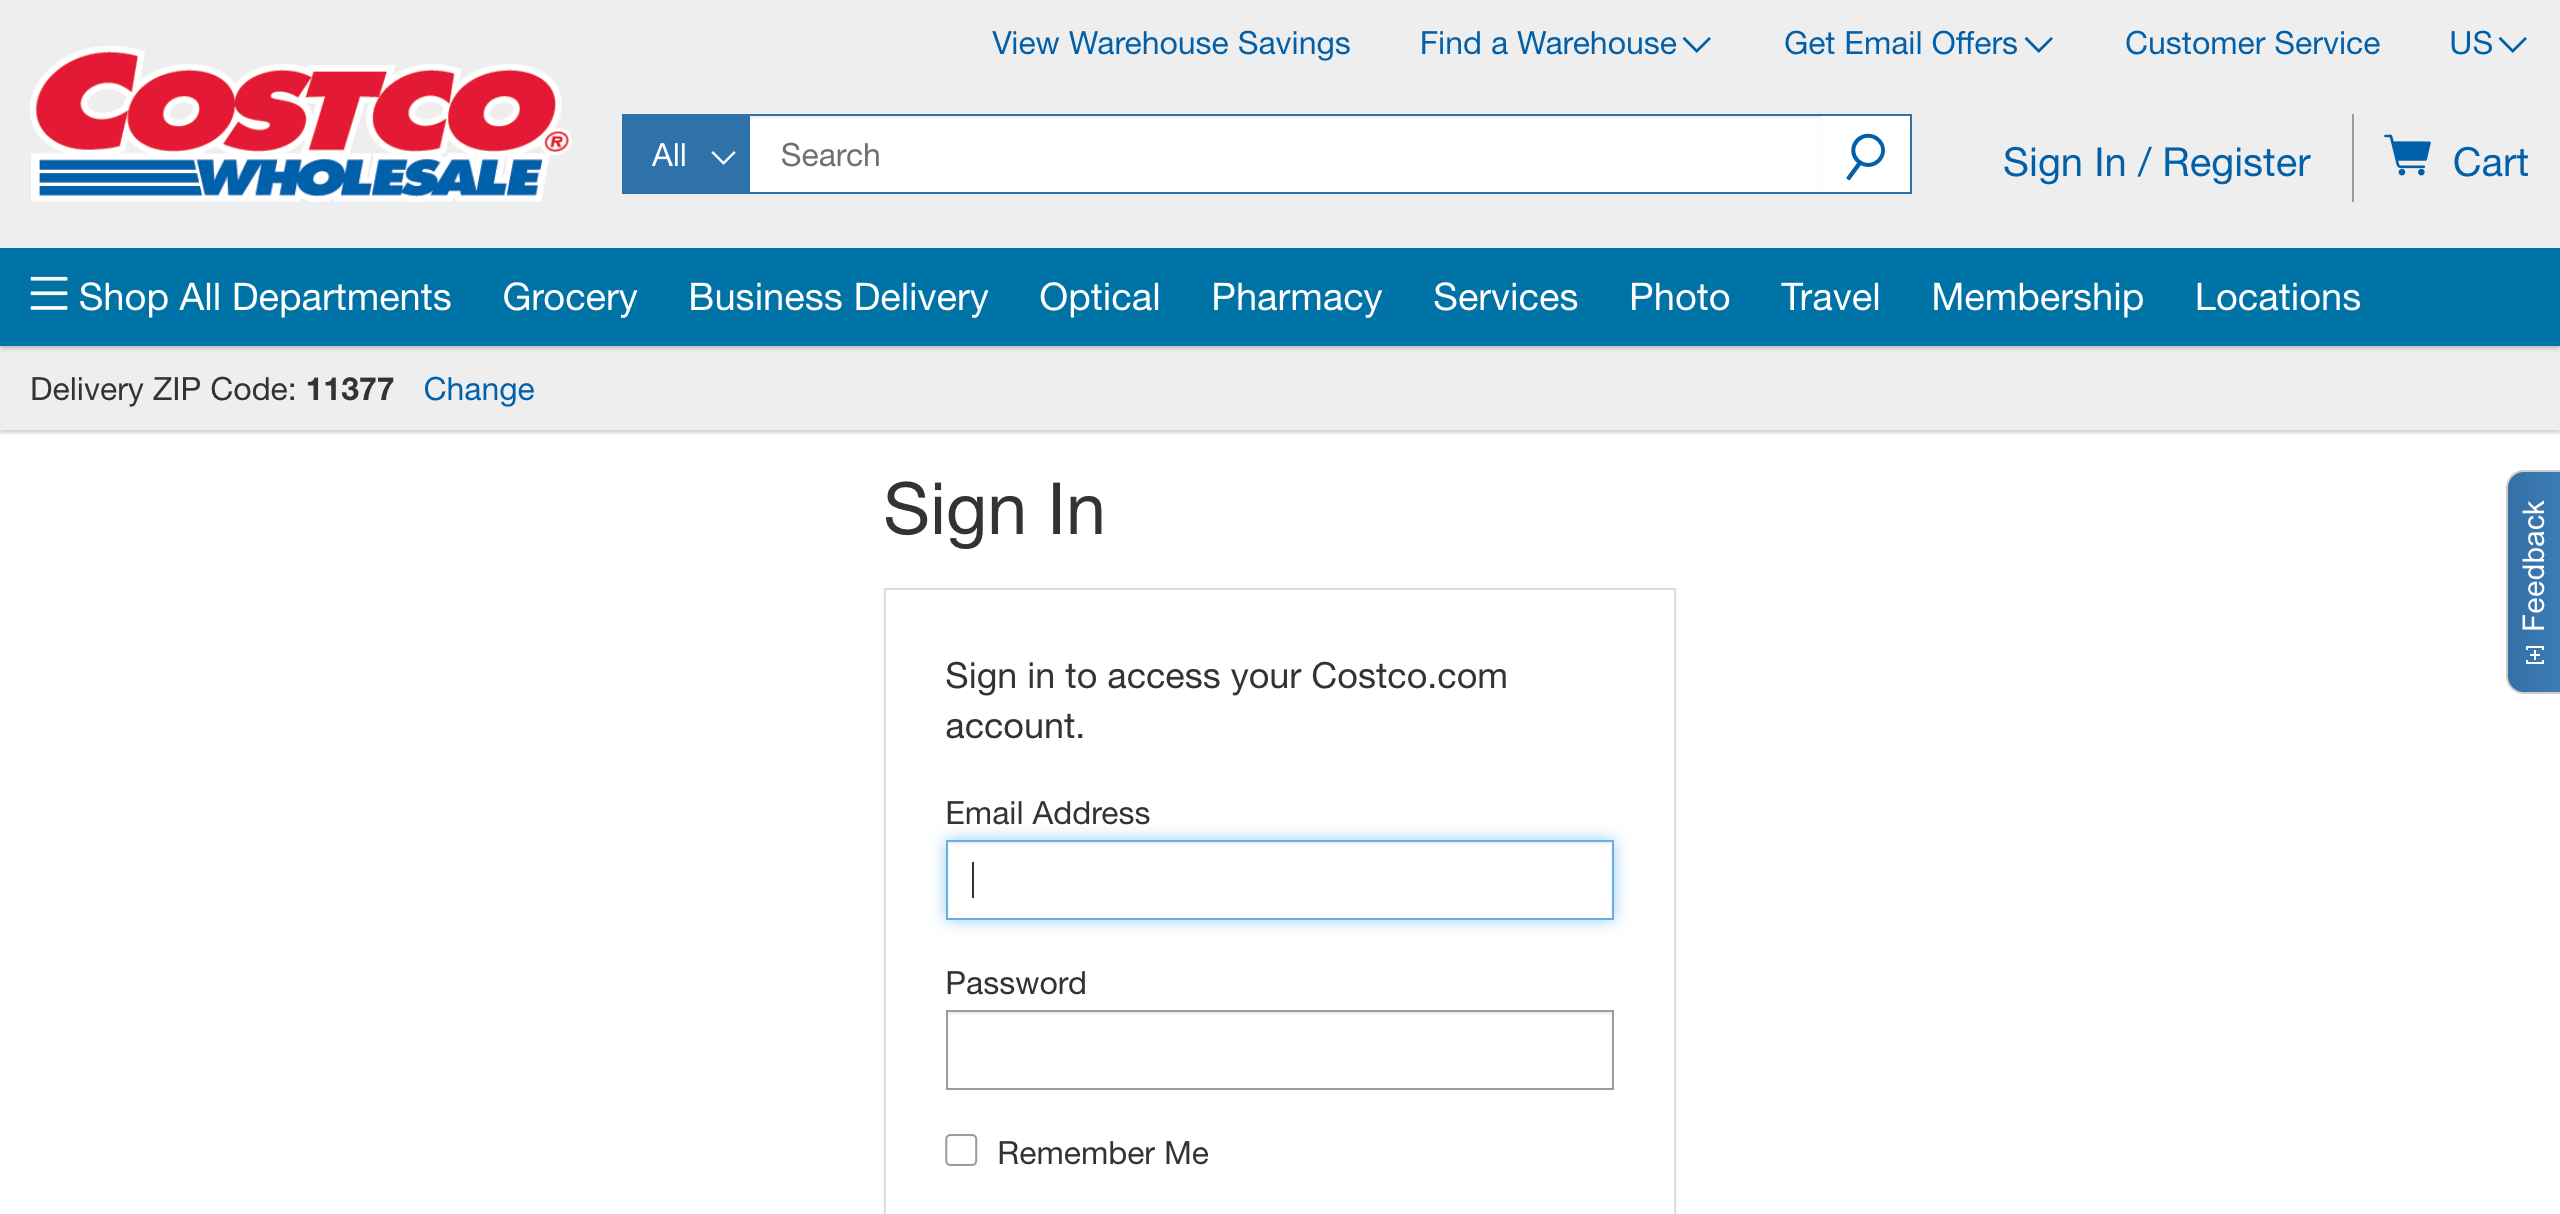 View Warehouse Savings Find a Warehouse Get Email Offers Customer Service US
COSTCO®
WHOLESALE
All Search Sign In / Register Cart
Shop All Departments Grocery Business Delivery Optical Pharmacy Services Photo Travel Membership Locations
Delivery ZIP Code: 11377 Change
Sign In
[+] Feedback
Sign in to access your Costco.com
account.
Email Address
Password
Remember Me